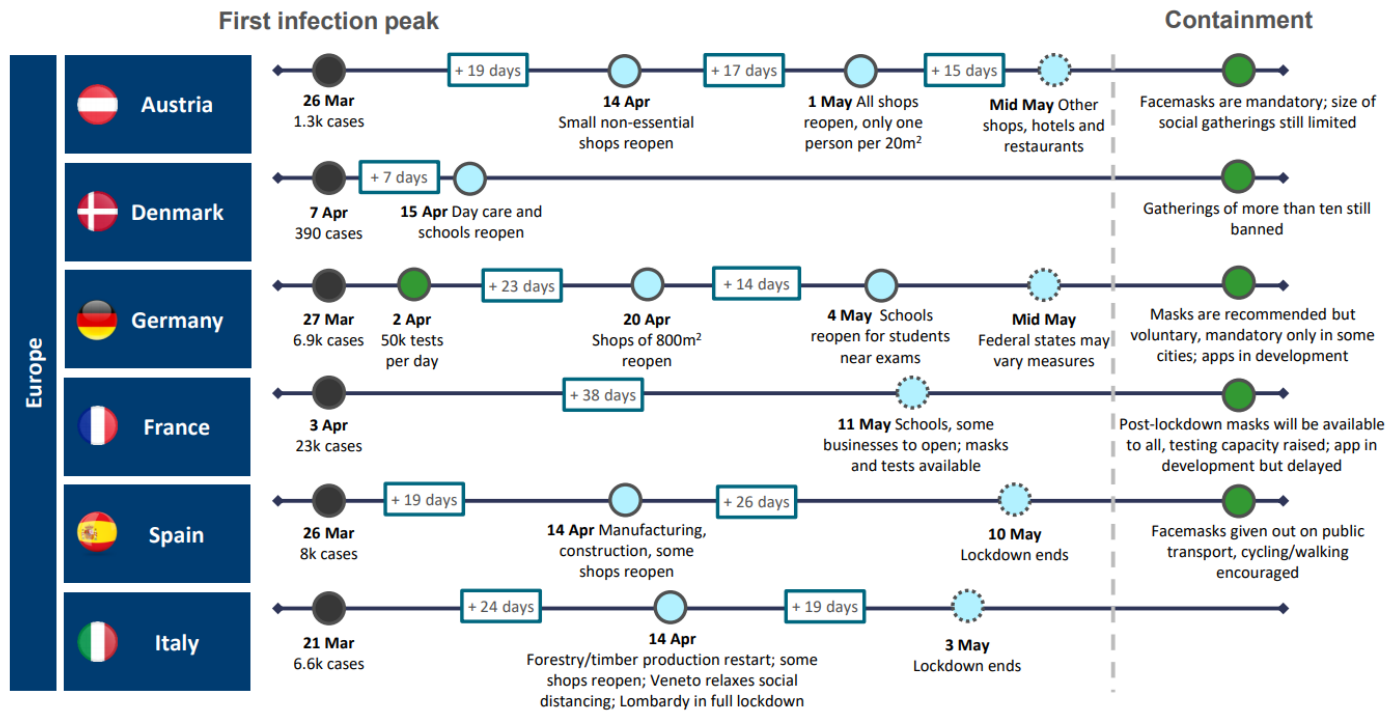 First infection peak
Containment
Europe
Austria
+ 19 days
+ 17 days
+ 15 days
26 Mar
1.3k cases
14 Apr
Small non-essential
shops reopen
1 May All shops
reopen, only one
person per 20m²
Mid May Other
shops, hotels and
restaurants
Facemasks are mandatory; size of
social gatherings still limited
Denmark
+ 7 days
7 Apr
390 cases
15 Apr Day care and
schools reopen
Gatherings of more than ten still
banned
Germany
+ 23 days
+ 14 days
27 Mar
6.9k cases
2 Apr
50k tests
per day
20 Apr
Shops of 800m²
reopen
4 May Schools
reopen for students
near exams
Mid May
Federal states may
vary measures
Masks are recommended but
voluntary, mandatory only in some
cities; apps in development
France
+ 38 days
3 Apr
23k cases
11 May Schools, some
businesses to open; masks
and tests available
Post-lockdown masks will be available
to all, testing capacity raised; app in
development but delayed
Spain
+ 19 days
+ 26 days
26 Mar
8k cases
14 Apr Manufacturing,
construction, some
shops reopen
10 May
Lockdown ends
Facemasks given out on public
transport, cycling/walking
encouraged
Italy
+ 24 days
+ 19 days
21 Mar
6.6k cases
14 Apr
Forestry/timber production restart; some
shops reopen; Veneto relaxes social
distancing; Lombardy in full lockdown
3 May
Lockdown ends